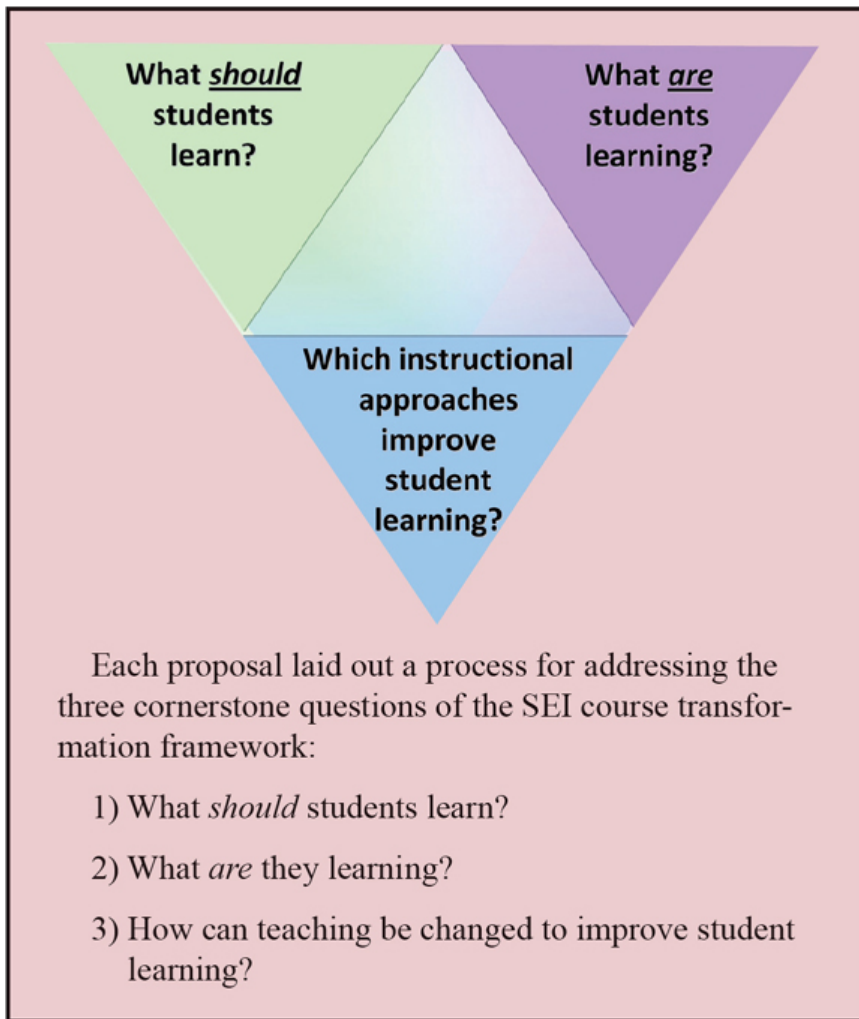 What should
students
learn?
What are
students
learning?
Which instructional
approaches
improve
student
learning?
Each proposal laid out a process for addressing the
three cornerstone questions of the SEI course transfor-
mation framework:
1) What should students learn?
2) What are they learning?
3) How can teaching be changed to improve student
learning?